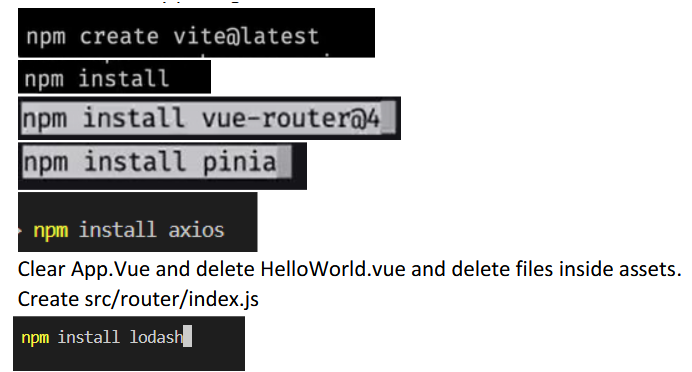 npm create vite@latest
npm install
npm install vue-router@4
npm install pinia
npm install axios
Clear App.Vue and delete HelloWorld.vue and delete files inside assets.
Create src/router/index.js
npm install lodash